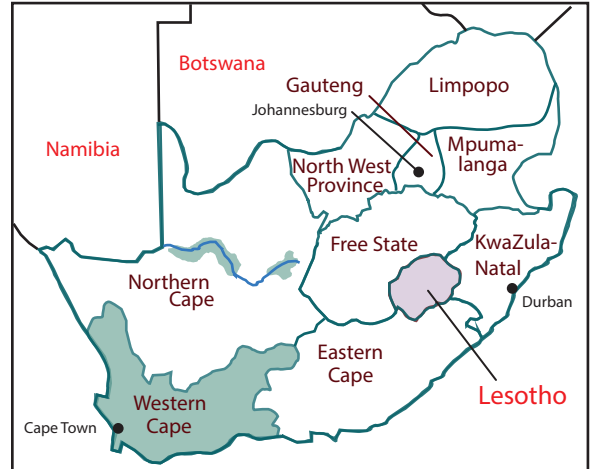 Botswana
Gauteng
Limpopo
Johannesburg
Namibia
Mpuma-
langa
North West
Province
Free State
KwaZula-
Natal
Northern
Cape
Durban
Eastern
Cape
Lesotho
Western
Cape
Cape Town